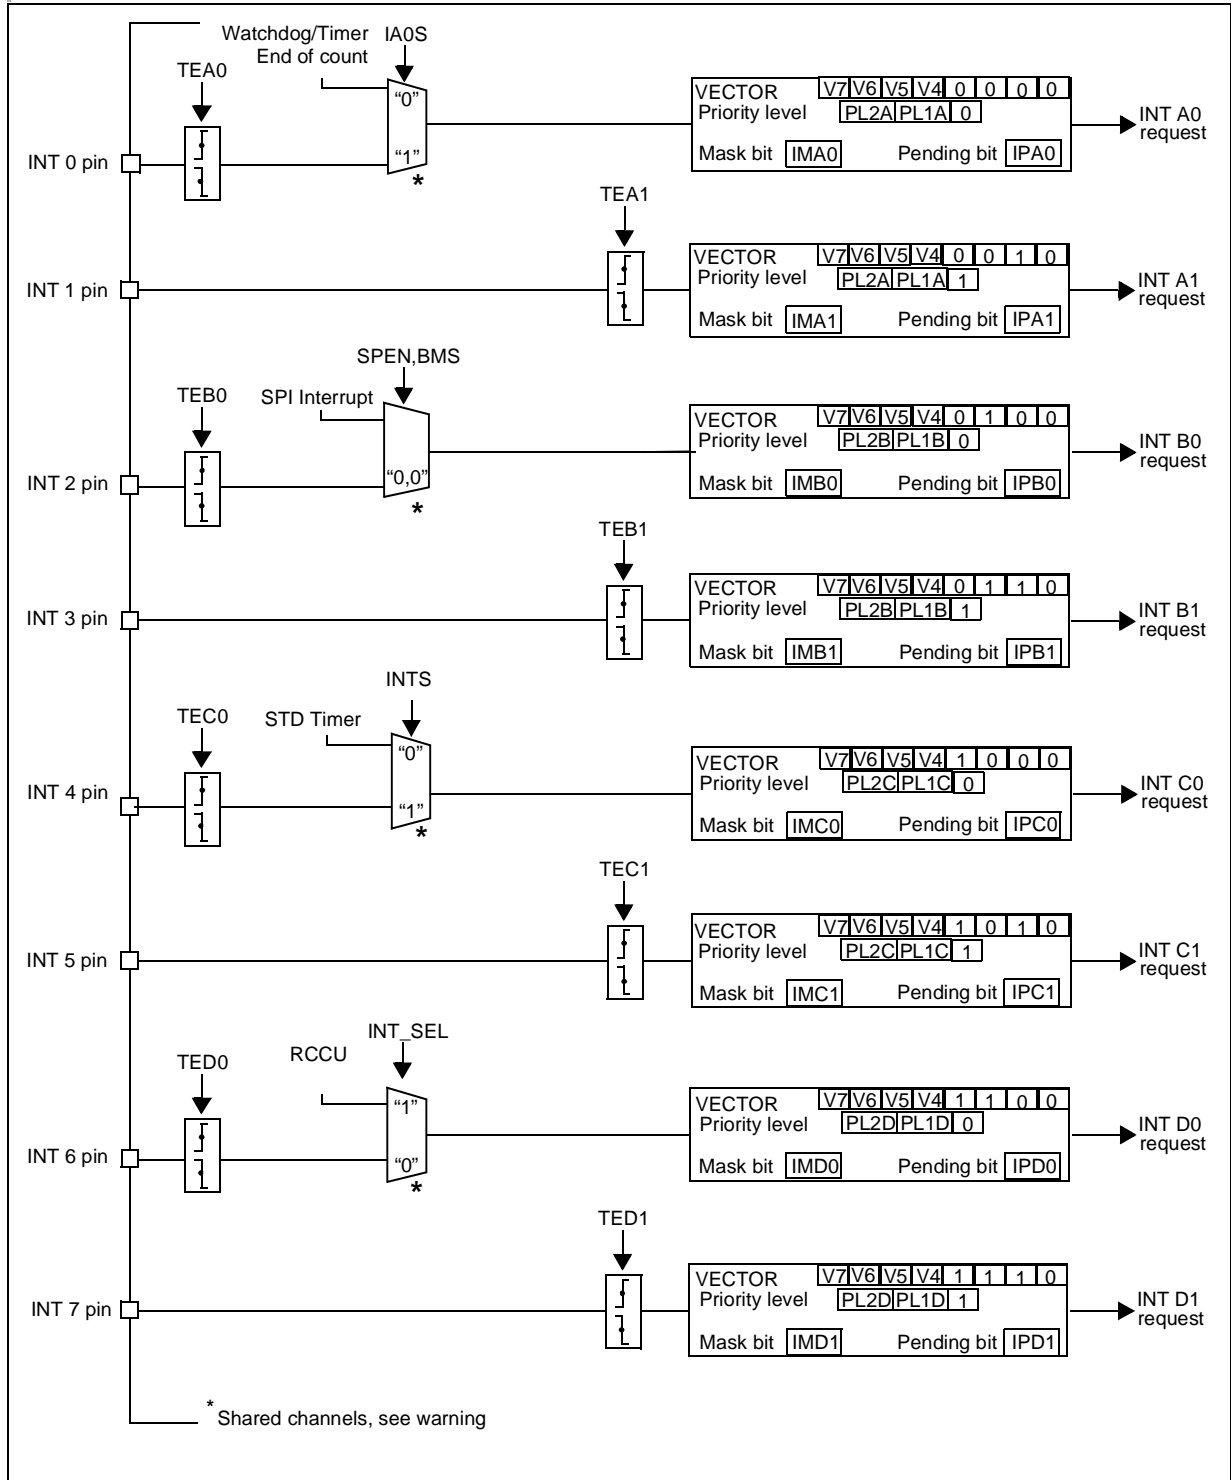 Watchdog/Timer IA0S
End of count
TEA0
"0"
"1"
*
INT 0 pin
VECTOR V7 V6 V5 V4 0 0 0 0
Priority level PL2A PL1A 0
Mask bit IMA0 Pending bit IPA0
INT A0
request
TEA1
INT 1 pin
VECTOR V7 V6 V5 V4 0 0 1 0
Priority level PL2A PL1A 1
Mask bit IMA1 Pending bit IPA1
INT A1
request
SPEN,BMS
TEB0
SPI Interrupt
"0,0"
*
INT 2 pin
VECTOR V7 V6 V5 V4 0 1 0 0
Priority level PL2B PL1B 0
Mask bit IMB0 Pending bit IPB0
INT B0
request
TEB1
INT 3 pin
VECTOR V7 V6 V5 V4 0 1 1 0
Priority level PL2B PL1B 1
Mask bit IMB1 Pending bit IPB1
INT B1
request
INTS
TEC0
STD Timer
"0"
"1"
*
INT 4 pin
VECTOR V7 V6 V5 V4 1 0 0 0
Priority level PL2C PL1C 0
Mask bit IMC0 Pending bit IPC0
INT C0
request
TEC1
INT 5 pin
VECTOR V7 V6 V5 V4 1 0 1 0
Priority level PL2C PL1C 1
Mask bit IMC1 Pending bit IPC1
INT C1
request
INT_SEL
RCCU
TED0
"1"
"0"
*
INT 6 pin
VECTOR V7 V6 V5 V4 1 1 0 0
Priority level PL2D PL1D 0
Mask bit IMD0 Pending bit IPD0
INT D0
request
TED1
INT 7 pin
VECTOR V7 V6 V5 V4 1 1 1 0
Priority level PL2D PL1D 1
Mask bit IMD1 Pending bit IPD1
INT D1
request
* Shared channels, see warning